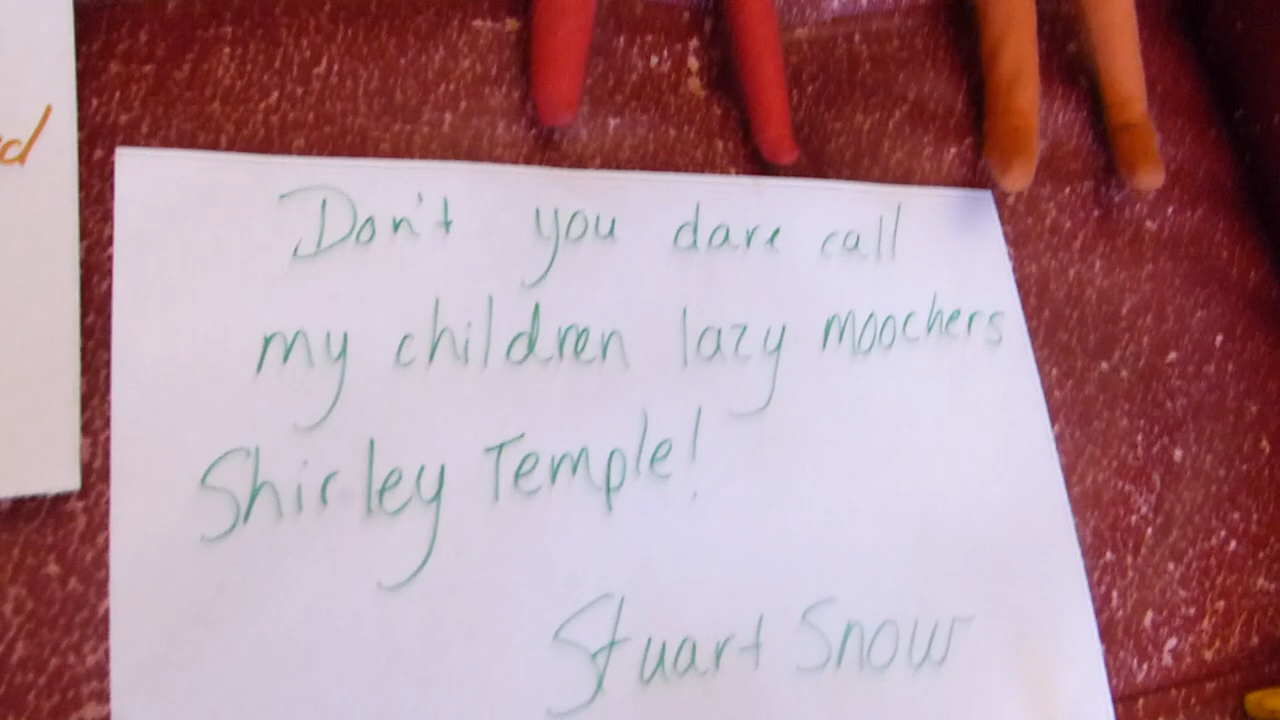 Don't you dare call
my children lazy moochers
Shirley Temple!
Stuart Snow